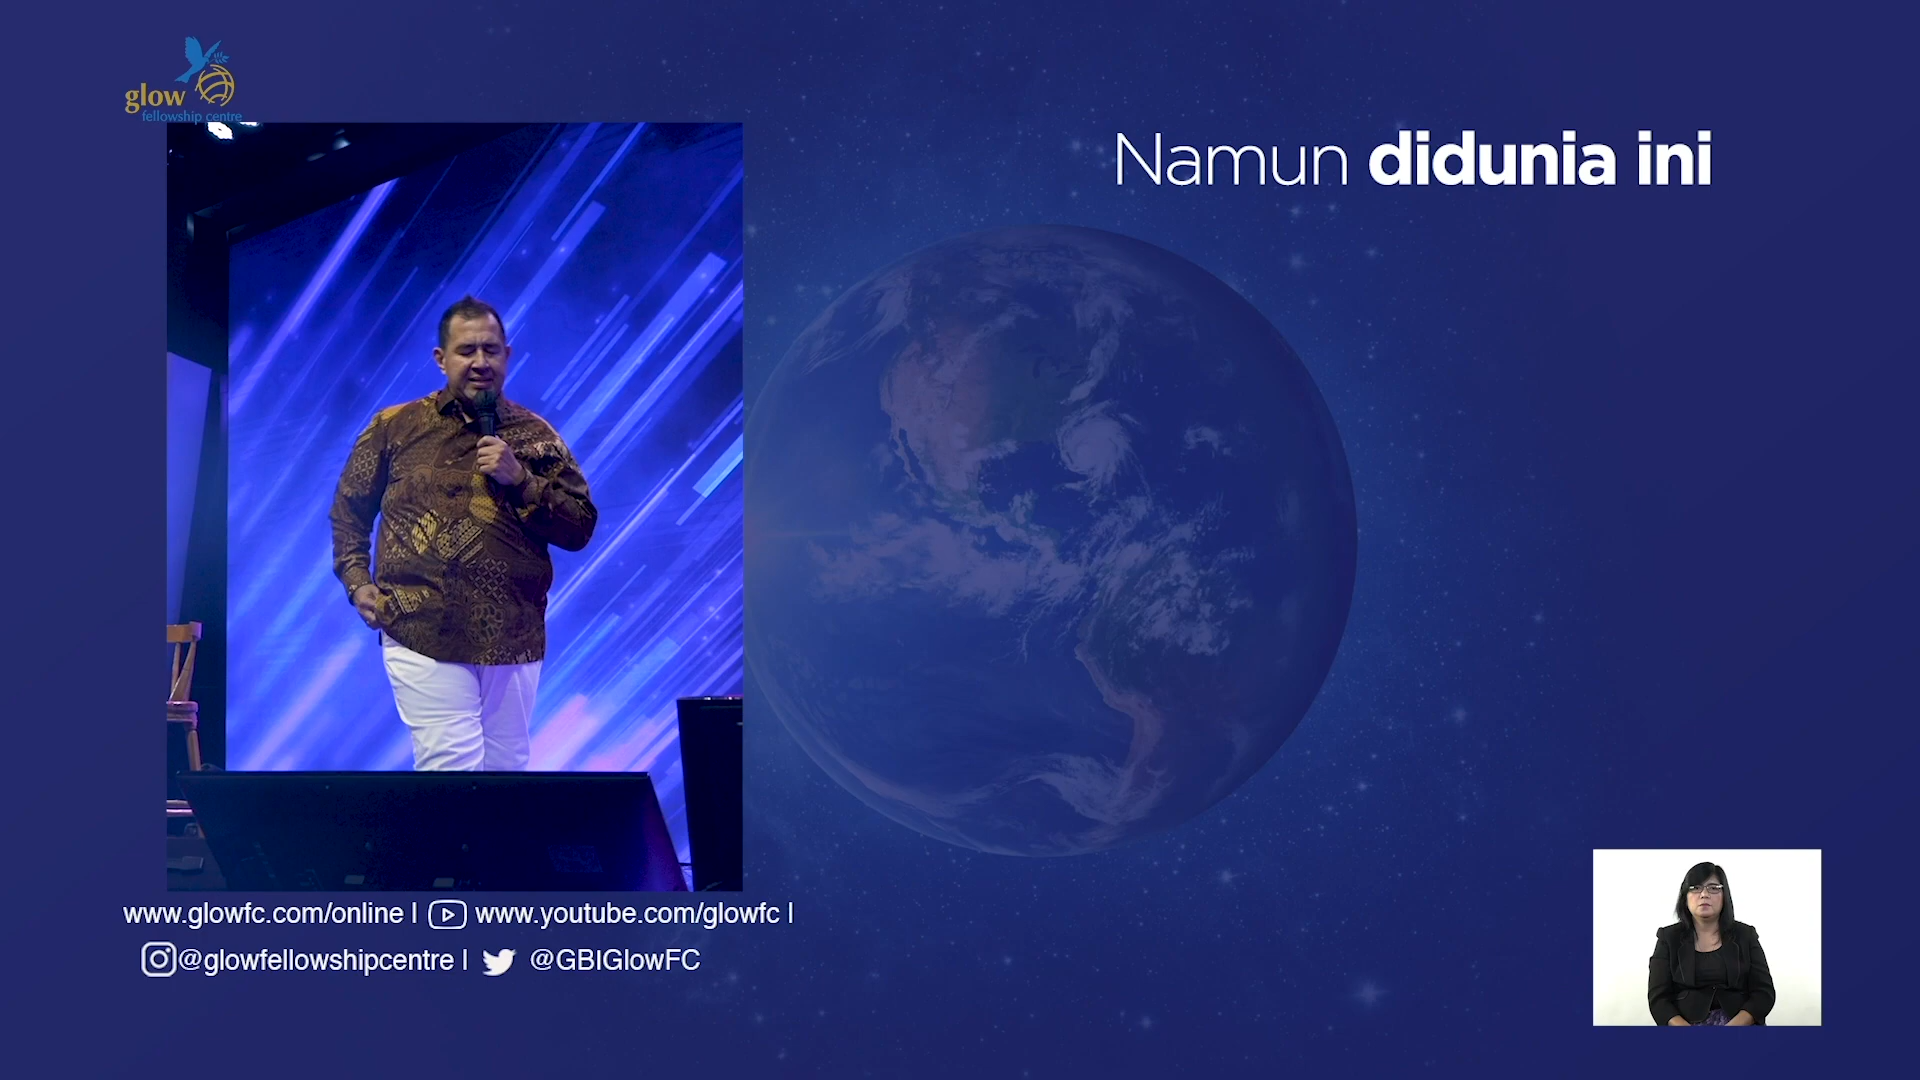 glow
fellowship centre
Namun didunia ini
www.glowfc.com/online | www.youtube.com/glowfc |
@glowfellowshipcentre | @GBIGlowFC